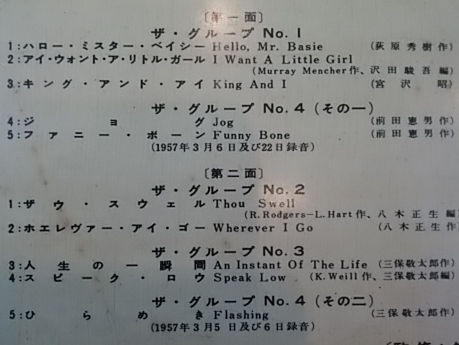 〔第一面〕
ザ・グループ No. 1
1:ハロー・ミスター・ベイシー Hello, Mr. Basie (荻原秀樹作)
2:アイ・ウォント・ア・リトル・ガール I Want A Little Girl
(Murray Mencher作、沢田駿吾編)
3:キング・アンド・アイ King And I (宮沢 昭)
ザ・グループ No. 4 (その一)
4:ジョグ Jog (前田憲男作)
5:ファニー・ボーン Funny Bone (前田憲男作)
(1957年3月6日及び22日録音)
〔第二面〕
ザ・グループ No. 2
1:ザウ・スウェル Thou Swell
(R. Rodgers–L. Hart作、八木正生編)
2:ホエレヴァー・アイ・ゴー Wherever I Go (八木正生作)
ザ・グループ No. 3
3:人生の一瞬間 An Instant Of The Life (三保敬太郎作)
4:スピーク・ロウ Speak Low (K. Weill作、三保敬太郎編)
ザ・グループ No. 4 (その二)
5:ひらめき Flashing (三保敬太郎作)
(1957年3月5日及び6日録音)